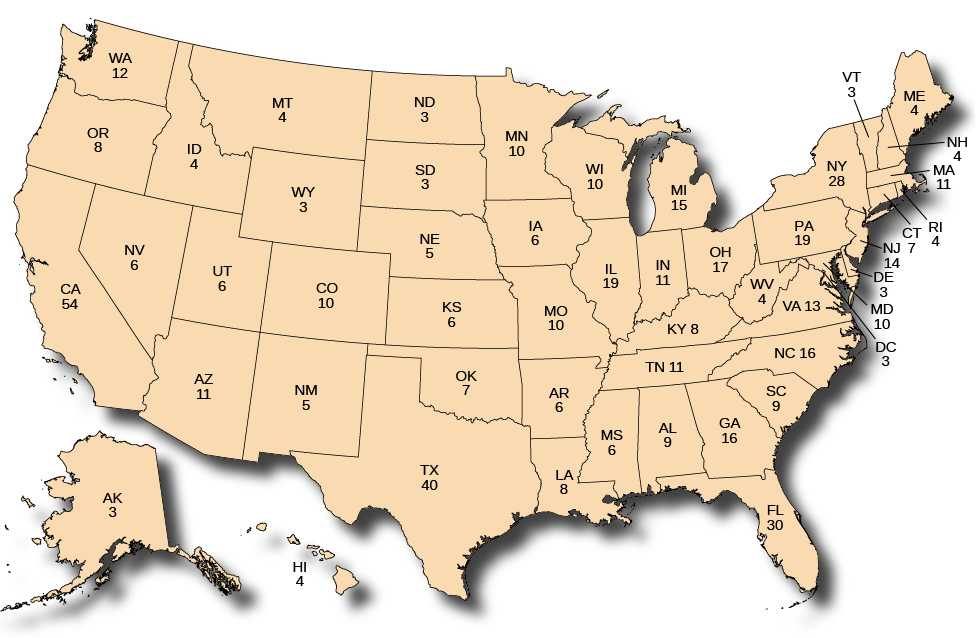 WA
12
OR
8
CA
54
NV
6
ID
4
MT
4
WY
3
UT
6
CO
10
AZ
11
NM
5
ND
3
SD
3
NE
5
KS
6
OK
7
TX
40
MN
10
IA
6
MO
10
AR
6
LA
8
WI
10
IL
19
MI
15
IN
11
OH
17
KY 8
TN 11
MS
6
AL
9
GA
16
FL
30
SC
9
NC 16
VA 13
WV
4
PA
19
NY
28
VT
3
ME
4
NH
4
MA
11
RI
4
CT
7
NJ
14
DE
3
MD
10
DC
3
AK
3
HI
4